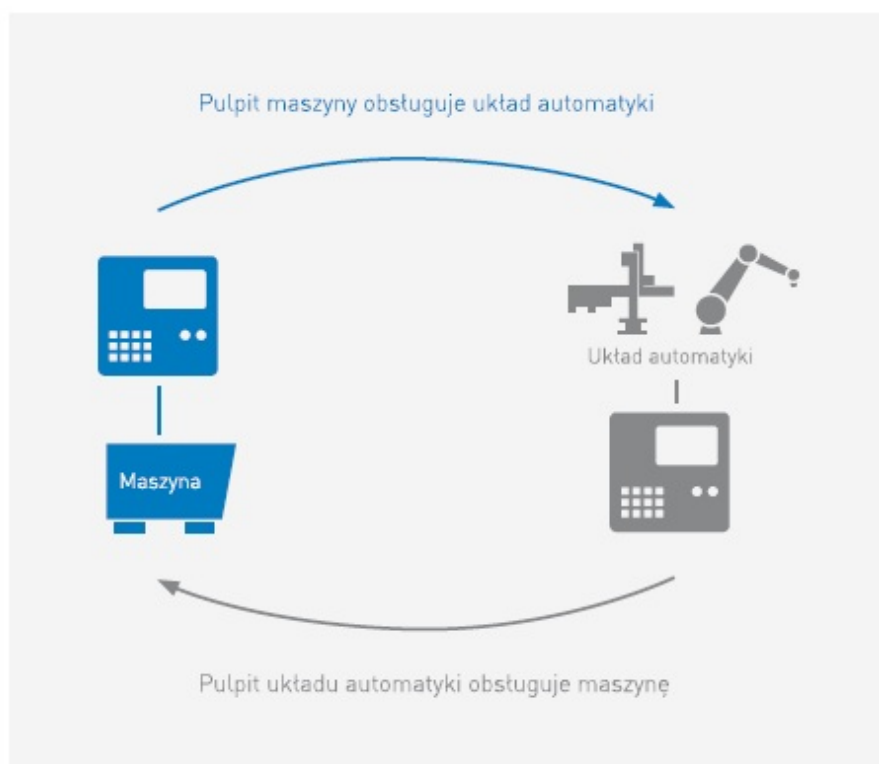 Pulpit maszyny obsługuje układ automatyki
Układ automatyki
Maszyna
Pulpit układu automatyki obsługuje maszynę